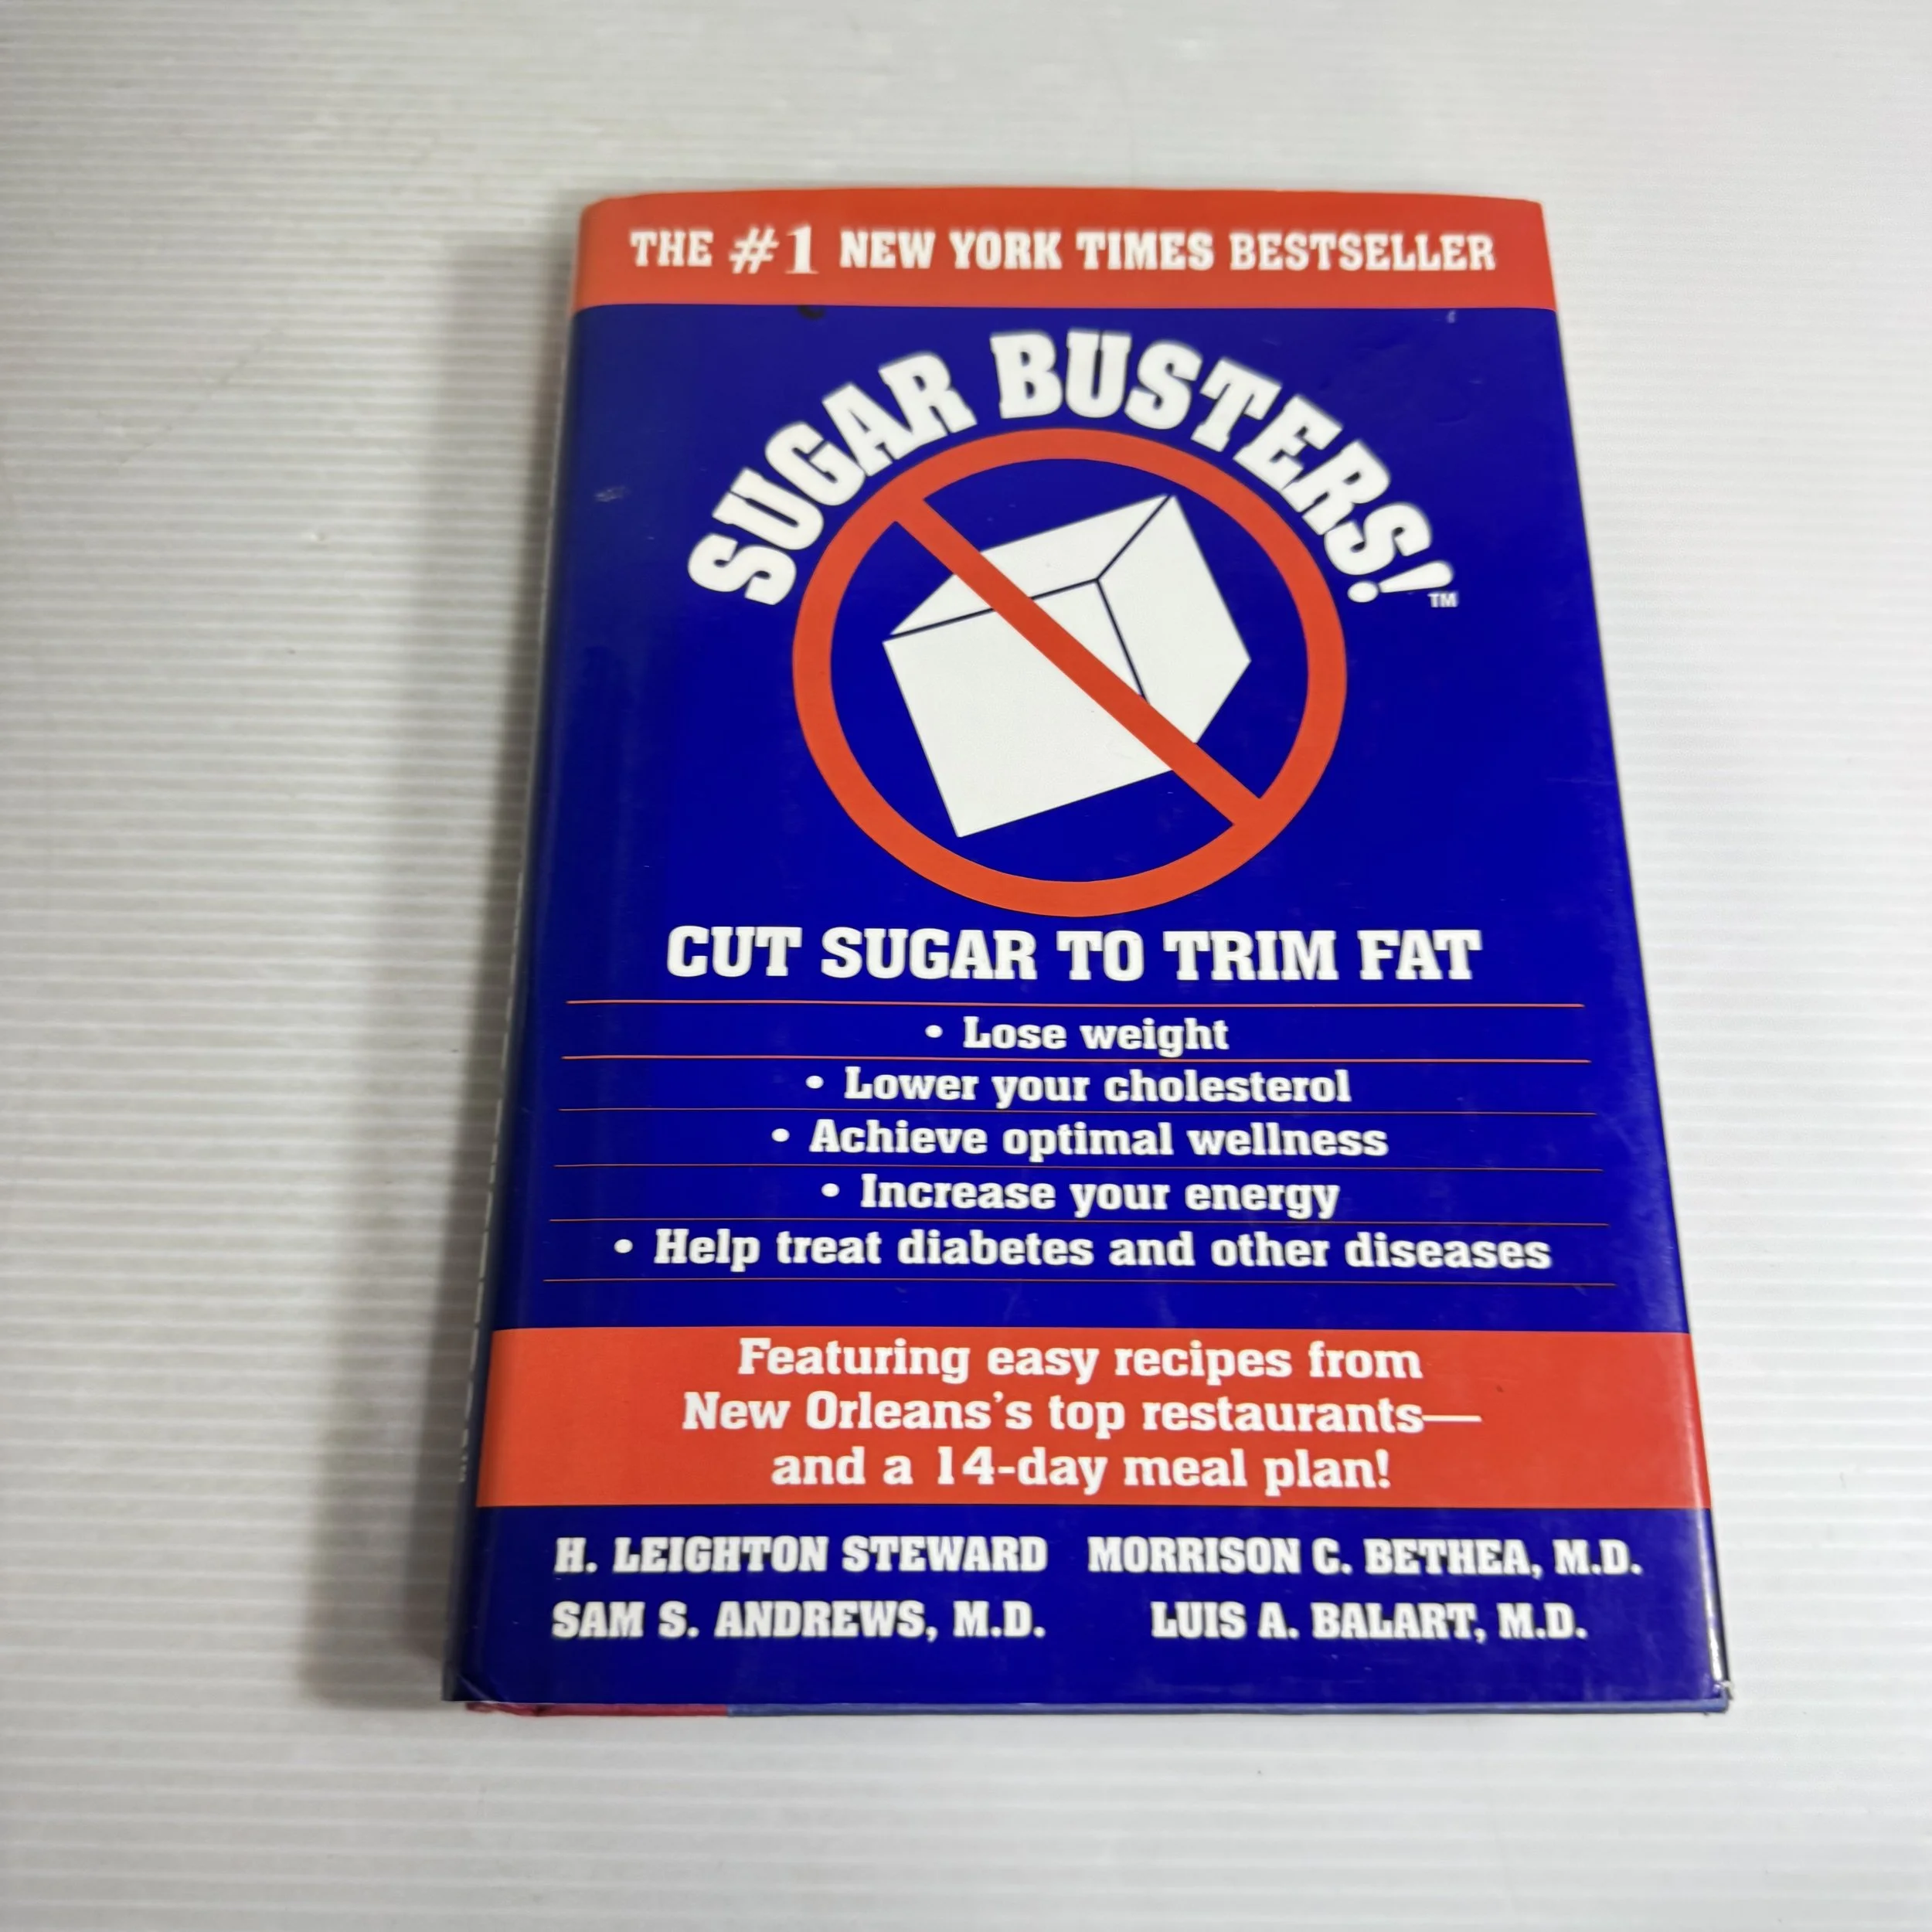 THE #1 NEW YORK TIMES BESTSELLER
SUGAR BUSTERS!™
CUT SUGAR TO TRIM FAT
• Lose weight
• Lower your cholesterol
• Achieve optimal wellness
• Increase your energy
• Help treat diabetes and other diseases
Featuring easy recipes from
New Orleans's top restaurants—
and a 14-day meal plan!
H. LEIGHTON STEWARD MORRISON C. BETHEA, M.D.
SAM S. ANDREWS, M.D. LUIS A. BALART, M.D.